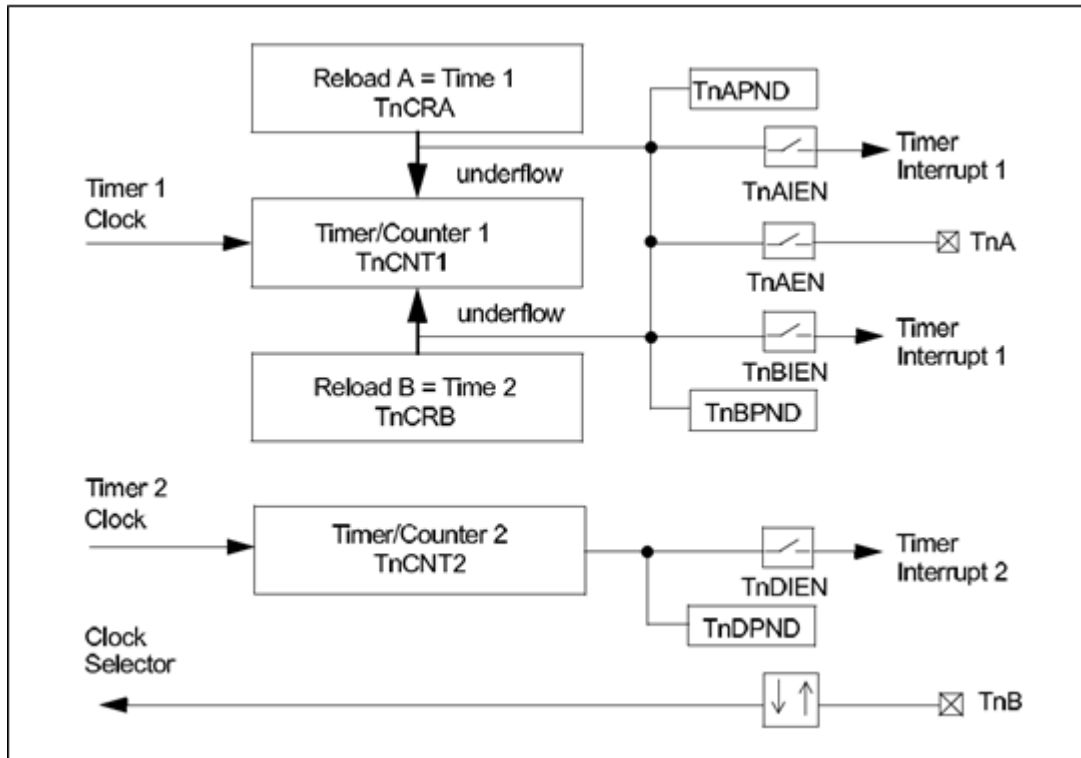 Reload A = Time 1
TnCRA
TnAPND
underflow
Timer
Interrupt 1
TnAIEN
Timer 1
Clock
Timer/Counter 1
TnCNT1
TnA
TnAEN
underflow
Timer
Interrupt 1
TnBIEN
Reload B = Time 2
TnCRB
TnBPND
Timer 2
Clock
Timer/Counter 2
TnCNT2
Timer
Interrupt 2
TnDIEN
TnDPND
Clock
Selector
TnB